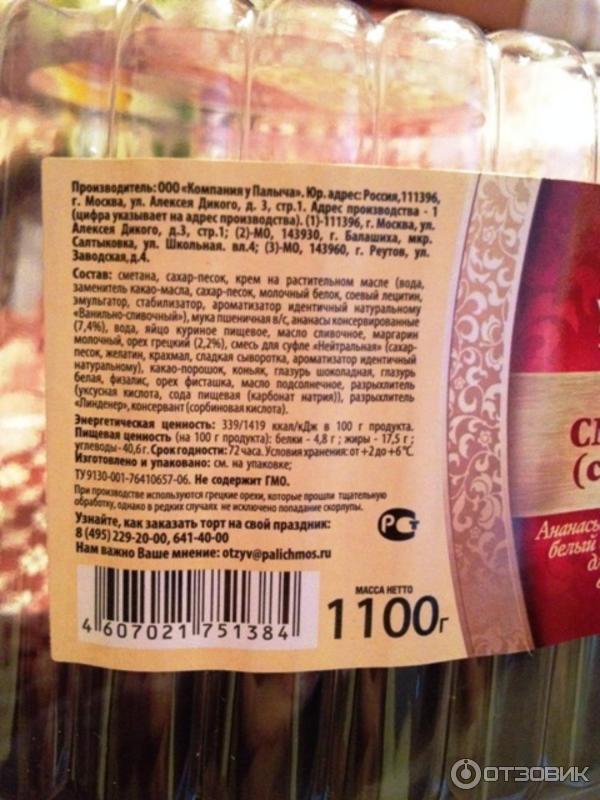 Производитель: ООО «Компания у Палыча». Юр. адрес: Россия,111396,
г. Москва, ул. Алексея Дикого, д. 3, стр.1. Адрес производства - 1
(цифра указывает на адрес производства). (1)-111396, г. Москва, ул.
Алексея Дикого, д.3, стр.1; (2)-МО, 143930, г. Балашиха, мкр.
Салтыковка, ул. Школьная. вл.4; (3)-МО, 143960, г. Реутов, ул.
Заводская,д.4.
Состав: сметана, сахар-песок, крем на растительном масле (вода,
заменитель какао-масла, сахар-песок, молочный белок, соевый лецитин,
эмульгатор, стабилизатор, ароматизатор идентичный натуральному
«Ванильно-сливочный»), мука пшеничная в/с, ананасы консервированные
(7,4%), вода, яйцо куриное пищевое, масло сливочное, маргарин
молочный, орех грецкий (2,2%), смесь для суфле «Нейтральная» (сахар-
песок, желатин, крахмал, сладкая сыворотка, ароматизатор идентичный
натуральному), какао-порошок, коньяк, глазурь шоколадная, глазурь
белая, физалис, орех фисташка, масло подсолнечное, разрыхлитель
(уксусная кислота, сода пищевая (карбонат натрия)), разрыхлитель
«Линденер», консервант (сорбиновая кислота).
Энергетическая ценность: 339/1419 ккал/кДж в 100 г продукта.
Пищевая ценность (на 100 г продукта): белки - 4,8 г; жиры - 17,5 г;
углеводы - 40,6 г. Срок годности: 72 часа. Условия хранения: от +2 до +6°С.
Изготовлено и упаковано: см. на упаковке;
ТУ 9130-001-76410657-06. Не содержит ГМО.
При производстве используются грецкие орехи, которые прошли тщательную
обработку, однако в редких случаях не исключено попадание скорлупы.
Узнайте, как заказать торт на свой праздник:
8 (495) 229-20-00, 641-40-00
Нам важно Ваше мнение: otzyv@palichmos.ru
РСТ
4 607021 751384
МАССА НЕТТО
1100г
СМ
(с
Ананасы
белый
ОТЗОВИК